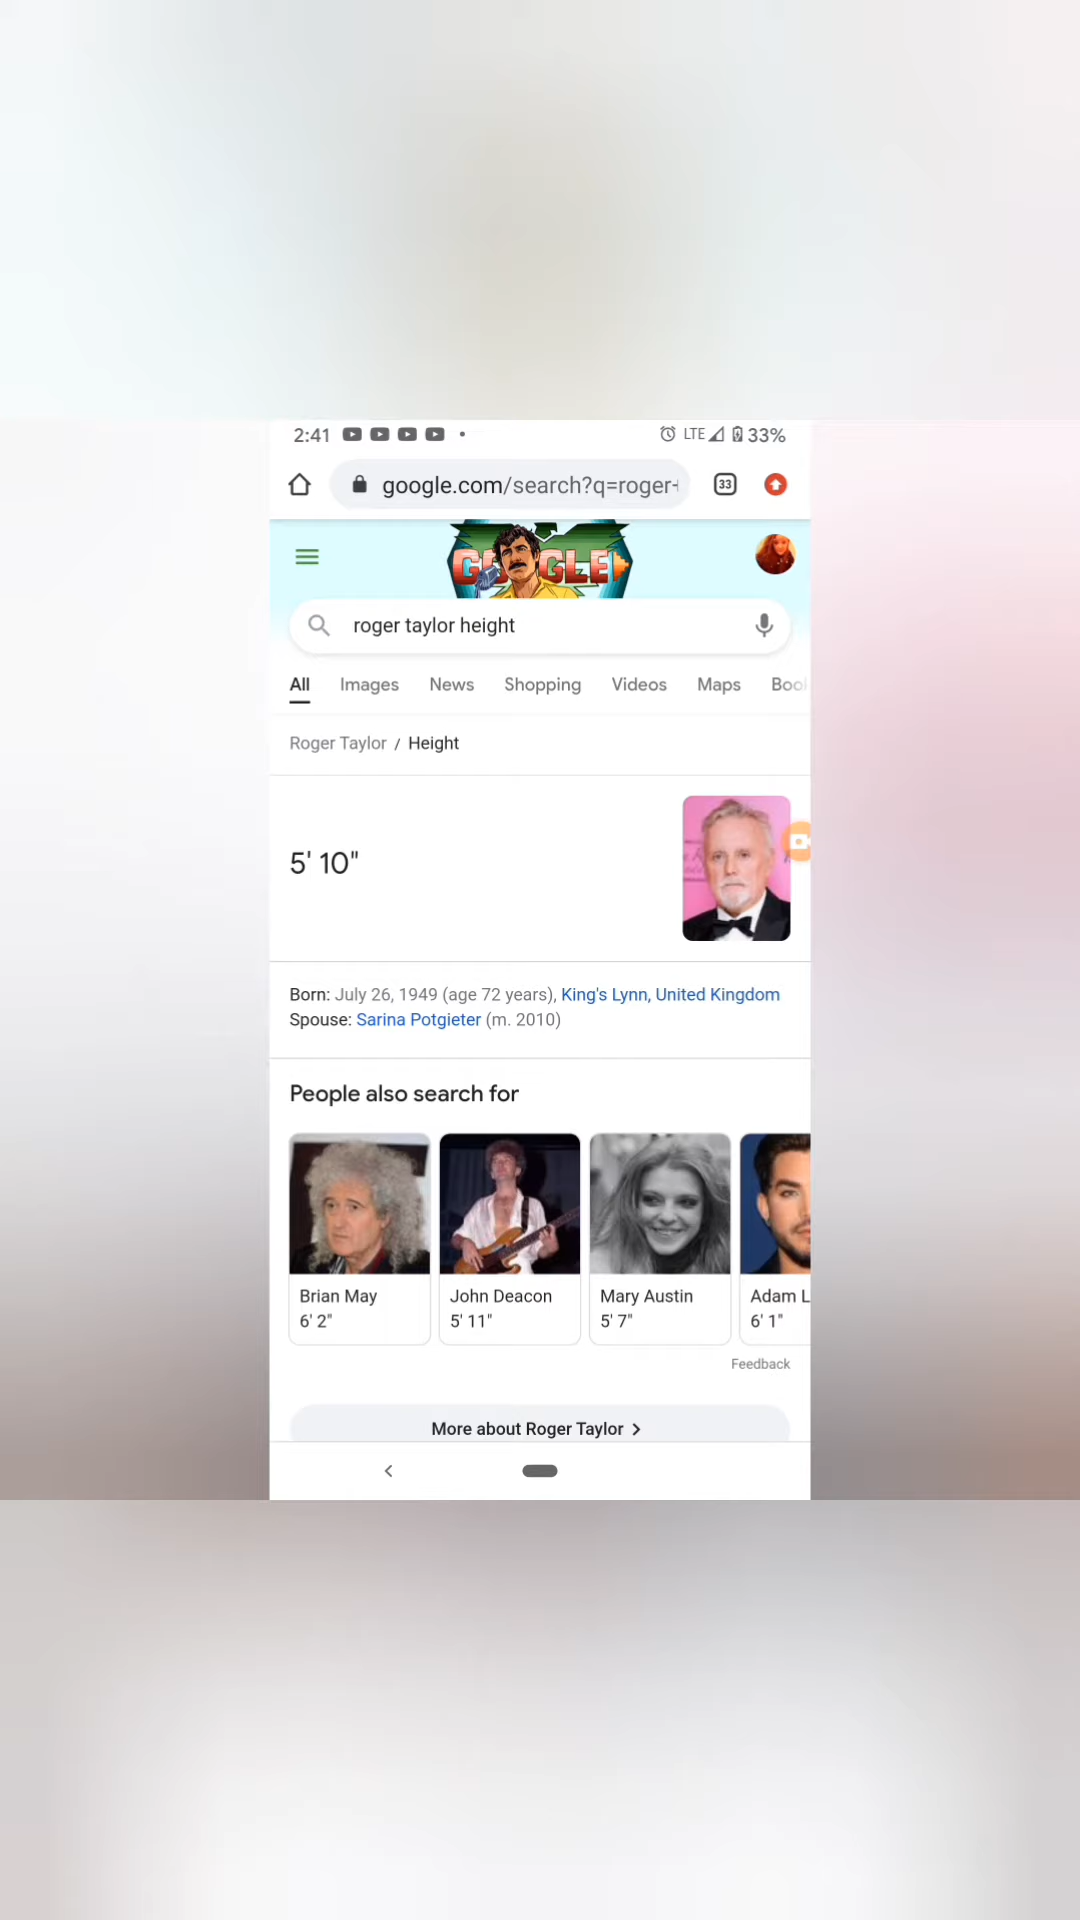 2:41
LTE 33%
google.com/search?q=roger
33
GOOGLE
roger taylor height
All Images News Shopping Videos Maps
Roger Taylor / Height
5' 10"
Born: July 26, 1949 (age 72 years), King's Lynn, United Kingdom
Spouse: Sarina Potgieter (m. 2010)
People also search for
Brian May John Deacon Mary Austin Adam L
6' 2" 5' 11" 5' 7" 6' 1"
Feedback
More about Roger Taylor >